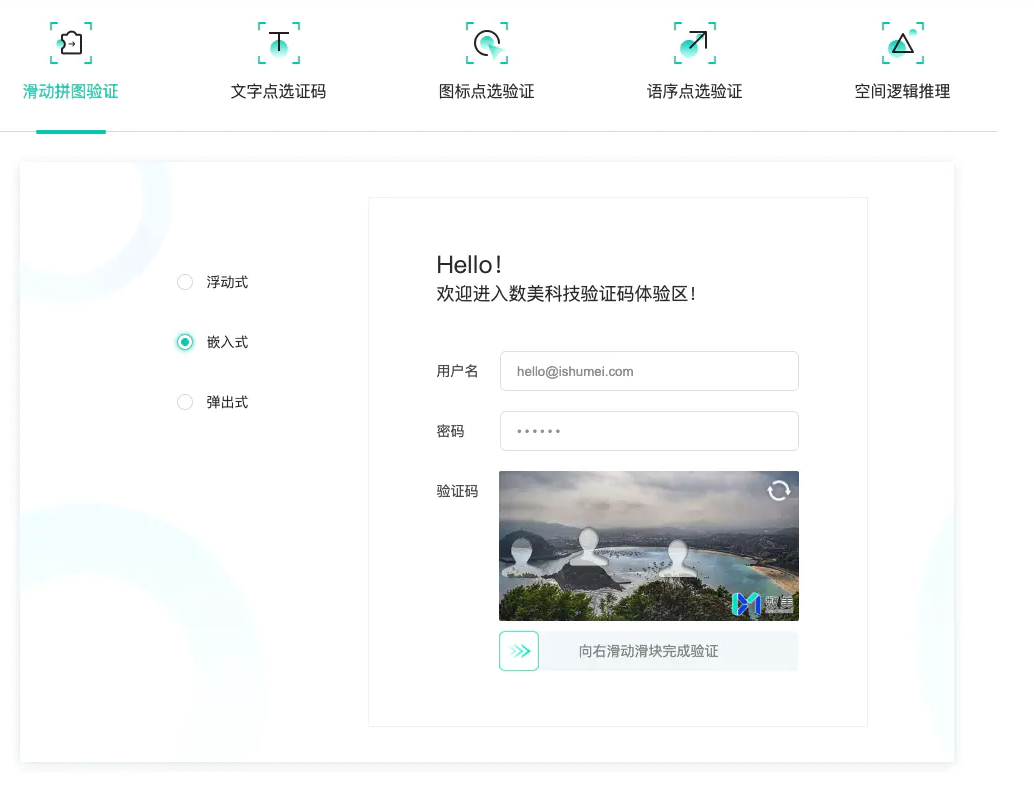 滑动拼图验证
文字点选证码
图标点选验证
语序点选验证
空间逻辑推理
浮动式
嵌入式
弹出式
Hello!
欢迎进入数美科技验证码体验区!
用户名
hello@ishumei.com
密码
••••••
验证码
数美
向右滑动滑块完成验证